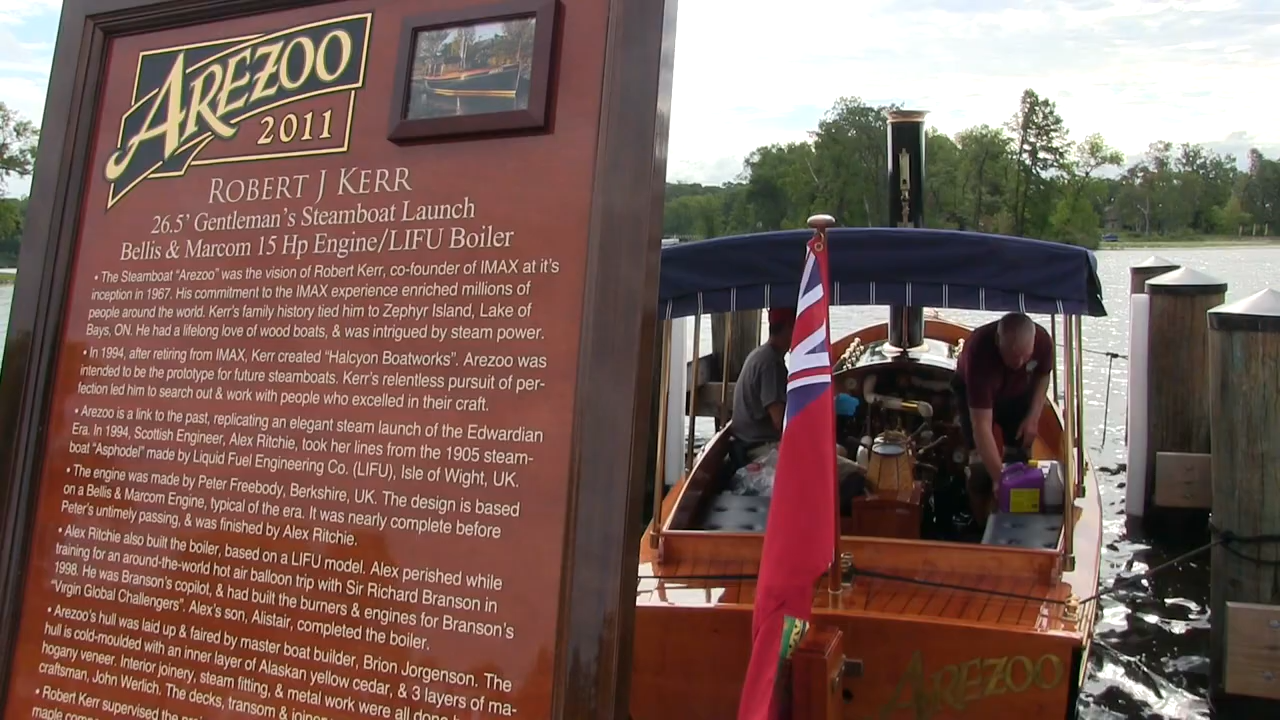 AREZOO
2011
ROBERT J KERR
26.5' Gentleman's Steamboat Launch
Bellis & Marcom 15 Hp Engine/LIFU Boiler
• The Steamboat "Arezoo" was the vision of Robert Kerr, co-founder of IMAX at it's
inception in 1967. His commitment to the IMAX experience enriched millions of
people around the world. Kerr's family history tied him to Zephyr Island, Lake of
Bays, ON. He had a lifelong love of wood boats, & was intrigued by steam power.
• In 1994, after retiring from IMAX, Kerr created "Halcyon Boatworks". Arezoo was
intended to be the prototype for future steamboats. Kerr's relentless pursuit of per-
fection led him to search out & work with people who excelled in their craft.
• Arezoo is a link to the past, replicating an elegant steam launch of the Edwardian
Era. In 1994, Scottish Engineer, Alex Ritchie, took her lines from the 1905 steam-
boat "Asphodel" made by Liquid Fuel Engineering Co. (LIFU), Isle of Wight, UK.
• The engine was made by Peter Freebody, Berkshire, UK. The design is based
on a Bellis & Marcom Engine, typical of the era. It was nearly complete before
Peter's untimely passing, & was finished by Alex Ritchie.
• Alex Ritchie also built the boiler, based on a LIFU model. Alex perished while
training for an around-the-world hot air balloon trip with Sir Richard Branson in
1998. He was Branson's copilot, & had built the burners & engines for Branson's
"Virgin Global Challengers". Alex's son, Alistair, completed the boiler.
• Arezoo's hull was laid up & faired by master boat builder, Brion Jorgenson. The
hull is cold-moulded with an inner layer of Alaskan yellow cedar, & 3 layers of ma-
hogany veneer. Interior joinery, steam fitting, & metal work were all done
craftsman, John Werlich. The decks, transom &
• Robert Kerr supervised the
maple
AREZOO